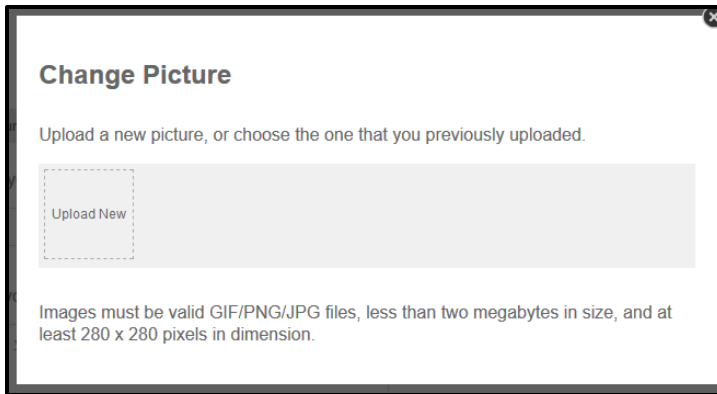 Change Picture
Upload a new picture, or choose the one that you previously uploaded.
Upload New
Images must be valid GIF/PNG/JPG files, less than two megabytes in size, and at
least 280 x 280 pixels in dimension.